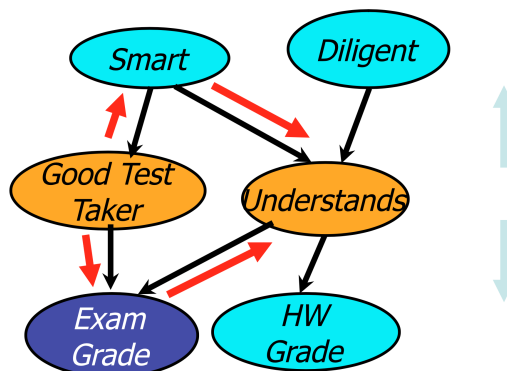 Smart
Diligent
Good Test
Taker
Understands
Exam
Grade
HW
Grade